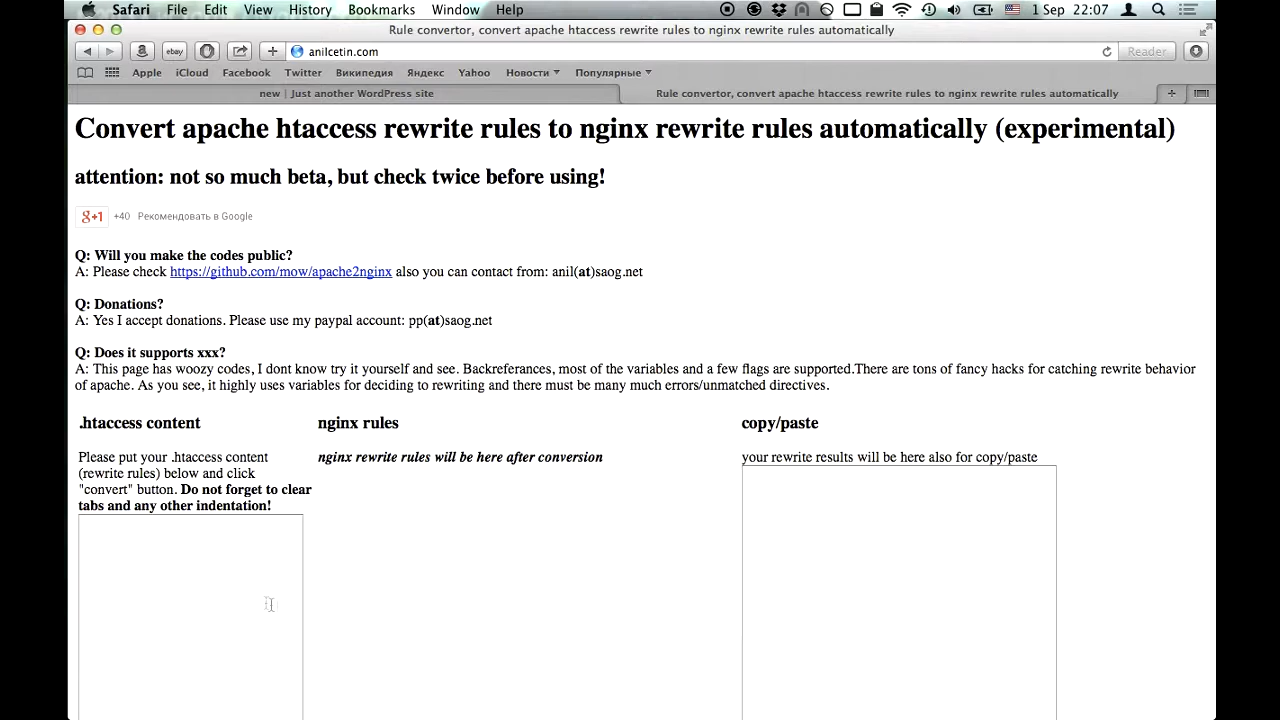 Safari File Edit View History Bookmarks Window Help 1 Sep 22:07
Rule convertor, convert apache htaccess rewrite rules to nginx rewrite rules automatically
ebay anilcetin.com Reader
Apple iCloud Facebook Twitter Википедия Яндекс Yahoo Новости Популярные
new | Just another WordPress site Rule convertor, convert apache htaccess rewrite rules to nginx rewrite rules automatically
Convert apache htaccess rewrite rules to nginx rewrite rules automatically (experimental)
attention: not so much beta, but check twice before using!
g+1 +40 Рекомендовать в Google
Q: Will you make the codes public?
A: Please check https://github.com/mow/apache2nginx also you can contact from: anil(at)saog.net
Q: Donations?
A: Yes I accept donations. Please use my paypal account: pp(at)saog.net
Q: Does it supports xxx?
A: This page has woozy codes, I dont know try it yourself and see. Backreferances, most of the variables and a few flags are supported.There are tons of fancy hacks for catching rewrite behavior
of apache. As you see, it highly uses variables for deciding to rewriting and there must be many much errors/unmatched directives.
.htaccess content nginx rules copy/paste
Please put your .htaccess content nginx rewrite rules will be here after conversion your rewrite results will be here also for copy/paste
(rewrite rules) below and click
"convert" button. Do not forget to clear
tabs and any other indentation!